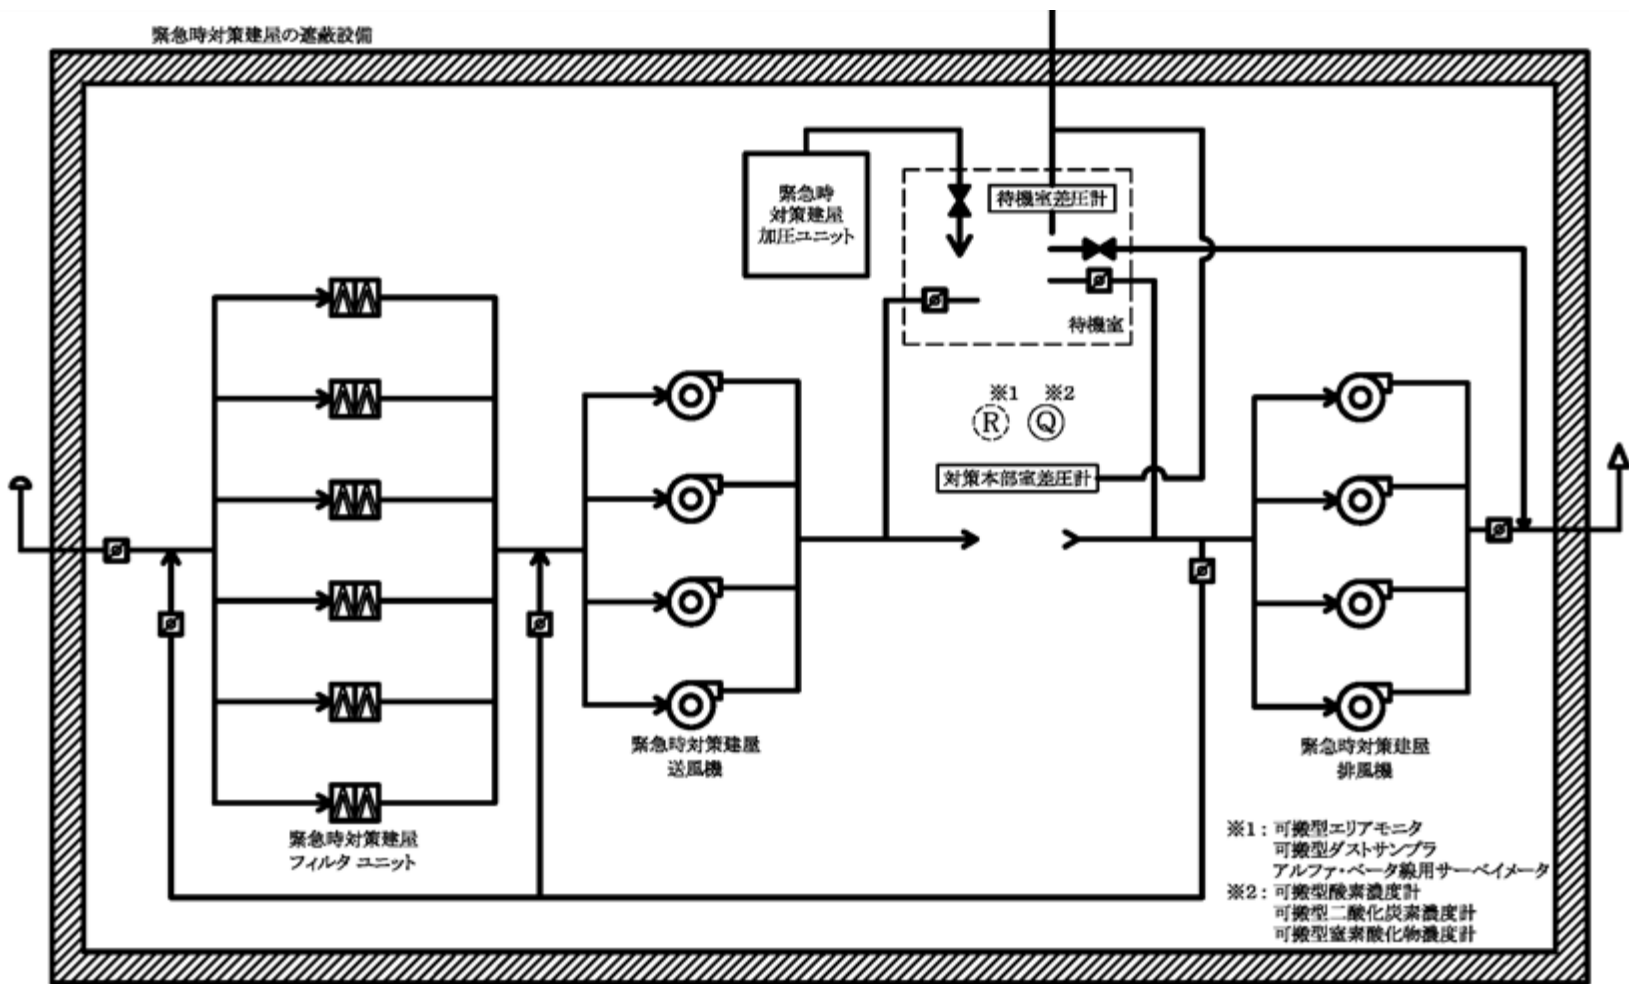 緊急時対策建屋の遮蔽設備
緊急時
対策建屋
加圧ユニット
待機室差圧計
待機室
※1
※2
R
Q
対策本部室差圧計
緊急時対策建屋
送風機
緊急時対策建屋
排風機
緊急時対策建屋
フィルタユニット
※1：可搬型エリアモニタ
可搬型ダストサンプラ
アルファ・ベータ線用サーベイメータ
※2：可搬型酸素濃度計
可搬型二酸化炭素濃度計
可搬型窒素酸化物濃度計